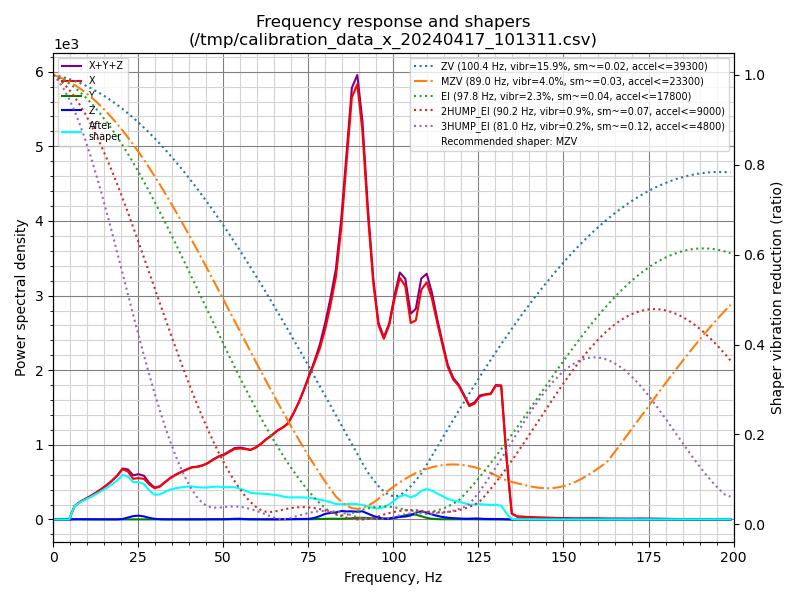 Frequency response and shapers
(/tmp/calibration_data_x_20240417_101311.csv)
1e3
X+Y+Z
X
Y
Z
After
shaper
ZV (100.4 Hz, vibr=15.9%, sm~=0.02, accel<=39300)
MZV (89.0 Hz, vibr=4.0%, sm~=0.03, accel<=23300)
EI (97.8 Hz, vibr=2.3%, sm~=0.04, accel<=17800)
2HUMP_EI (90.2 Hz, vibr=0.9%, sm~=0.07, accel<=9000)
3HUMP_EI (81.0 Hz, vibr=0.2%, sm~=0.12, accel<=4800)
Recommended shaper: MZV
Power spectral density
6
5
4
3
2
1
0
1.0
0.8
0.6
0.4
0.2
0.0
Shaper vibration reduction (ratio)
0 25 50 75 100 125 150 175 200
Frequency, Hz